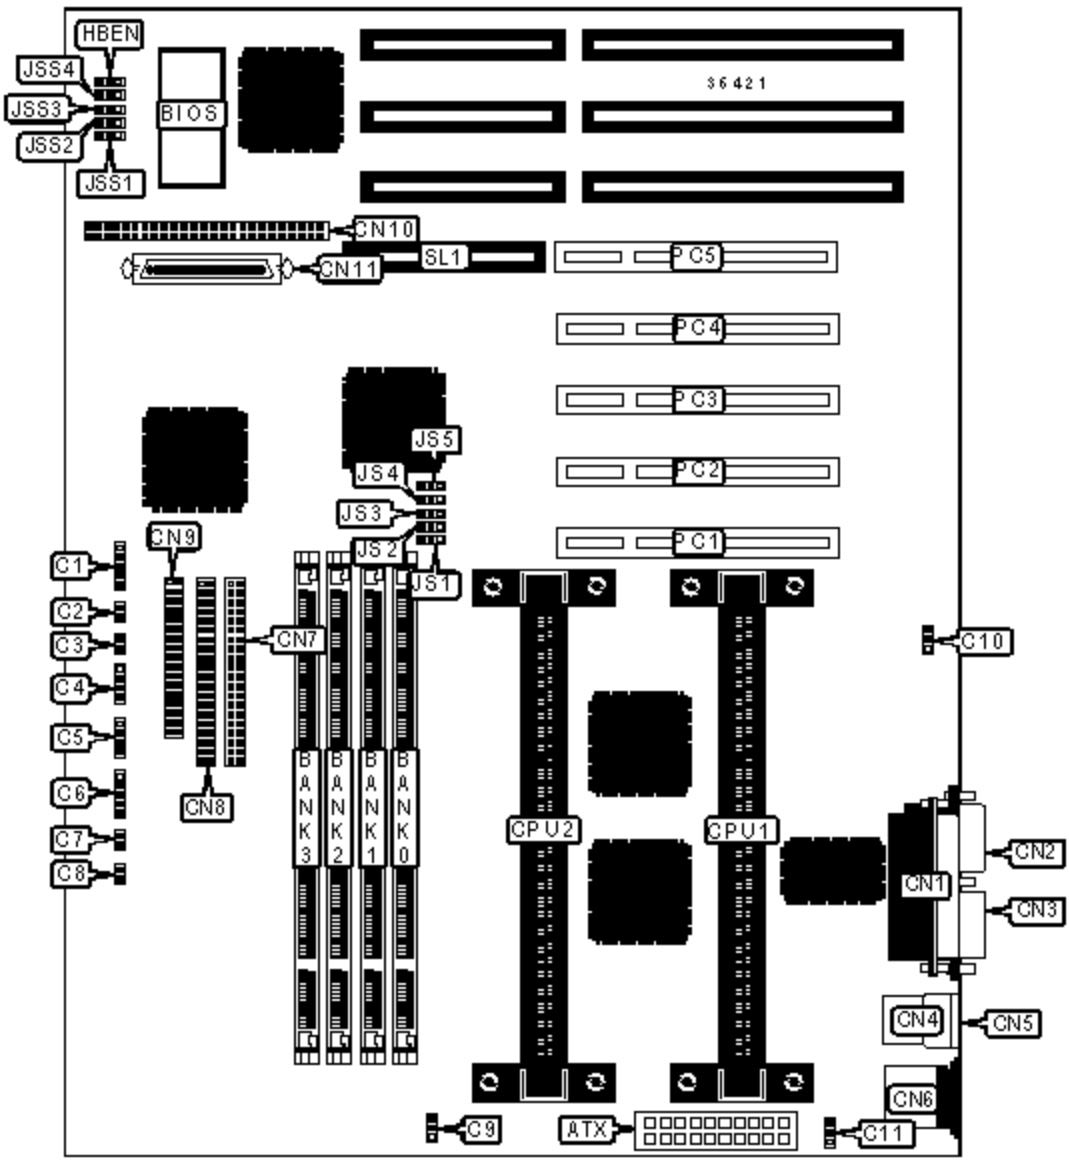 HBEN
JSS4
JSS3
JSS2
JSS1
BIOS
36421
CN10
CN11
SL1
PC5
PC4
PC3
PC2
PC1
JS5
JS4
JS3
JS2
JS1
CN9
C1
C2
C3
C4
C5
C6
C7
C8
CN7
CN8
BANK3
BANK2
BANK1
BANK0
CPU2
CPU1
C10
CN2
CN1
CN3
CN4
CN5
CN6
C9
ATX
C11